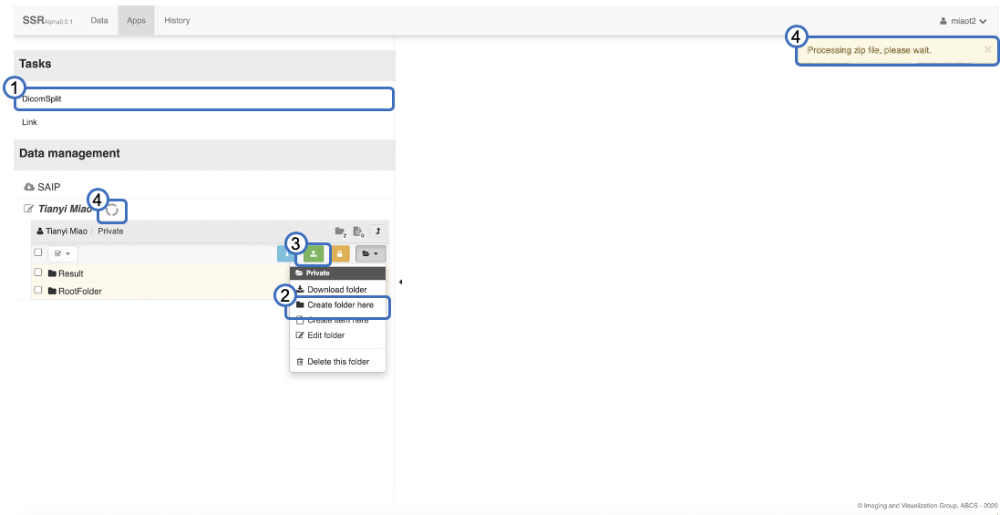 SSRAlpha0.0.1 Data Apps History miaot2
4
Processing zip file, please wait. ×
Tasks
1
DicomSplit
Link
Data management
SAIP
4
Tianyi Miao
Tianyi Miao / Private 2 0
3
Result
RootFolder
Private
Download folder
2
Create folder here
Create item here
Edit folder
Delete this folder
© Imaging and Visualization Group, ABCS - 2020